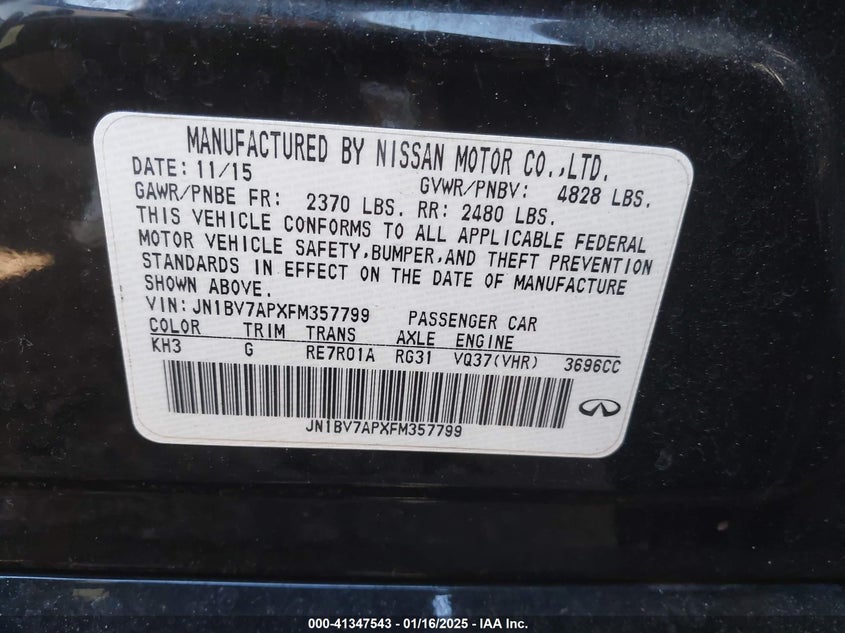 MANUFACTURED BY NISSAN MOTOR CO.,LTD.
DATE: 11/15 GVWR/PNBV: 4828 LBS.
GAWR/PNBE FR: 2370 LBS. RR: 2480 LBS.
THIS VEHICLE CONFORMS TO ALL APPLICABLE FEDERAL
MOTOR VEHICLE SAFETY,BUMPER,AND THEFT PREVENTION
STANDARDS IN EFFECT ON THE DATE OF MANUFACTURE
SHOWN ABOVE.
VIN: JN1BV7APXFM357799 PASSENGER CAR
COLOR TRIM TRANS AXLE ENGINE
KH3 G RE7R01A RG31 VQ37(VHR) 3696CC
JN1BV7APXFM357799
000-41347543 - 01/16/2025 - IAA Inc.